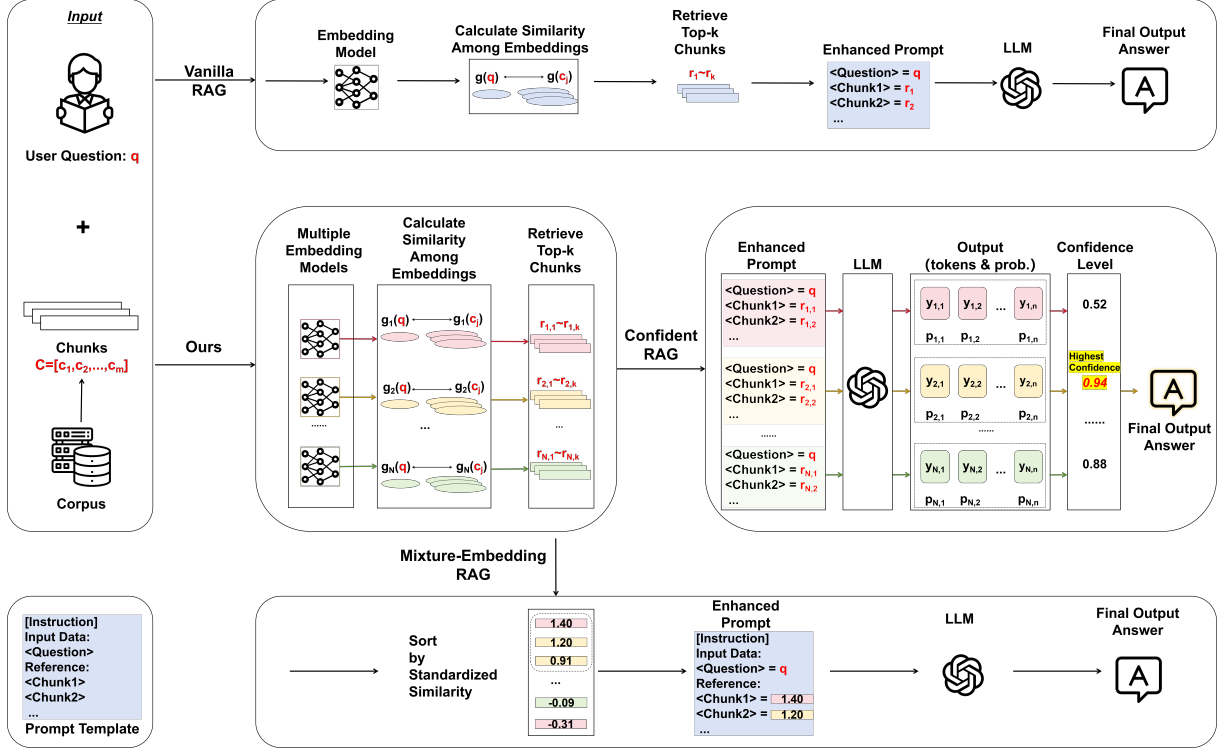 Input
User Question: q
+
Chunks
C=[c1,c2,...,cm]
Corpus
Vanilla
RAG
Embedding
Model
Calculate Similarity
Among Embeddings
g(q)
g(cj)
Retrieve
Top-k
Chunks
r1~rk
Enhanced Prompt
<Question> = q
<Chunk1> = r1
<Chunk2> = r2
...
LLM
Final Output
Answer
A
Ours
Multiple
Embedding
Models
......
Calculate
Similarity
Among
Embeddings
g1(q)
g1(cj)
g2(q)
g2(cj)
...
gN(q)
gN(cj)
Retrieve
Top-k
Chunks
r1,1~r1,k
r2,1~r2,k
...
rN,1~rN,k
Confident
RAG
Enhanced
Prompt
<Question> = q
<Chunk1> = r1,1
<Chunk2> = r1,2
...
<Question> = q
<Chunk1> = r2,1
<Chunk2> = r2,2
...
......
<Question> = q
<Chunk1> = rN,1
<Chunk2> = rN,2
...
LLM
Output
(tokens & prob.)
y1,1 y1,2 ... y1,n
p1,1 p1,2 p1,n
y2,1 y2,2 ... y2,n
p2,1 p2,2 p2,n
......
yN,1 yN,2 ... yN,n
pN,1 pN,2 pN,n
Confidence
Level
0.52
Highest
Confidence
0.94
......
0.88
A
Final Output
Answer
Mixture-Embedding
RAG
[Instruction]
Input Data:
<Question>
Reference:
<Chunk1>
<Chunk2>
...
Prompt Template
Sort
by
Standardized
Similarity
1.40
1.20
0.91
...
-0.09
-0.31
Enhanced
Prompt
[Instruction]
Input Data:
<Question> = q
Reference:
<Chunk1> = 1.40
<Chunk2> = 1.20
...
LLM
Final Output
Answer
A